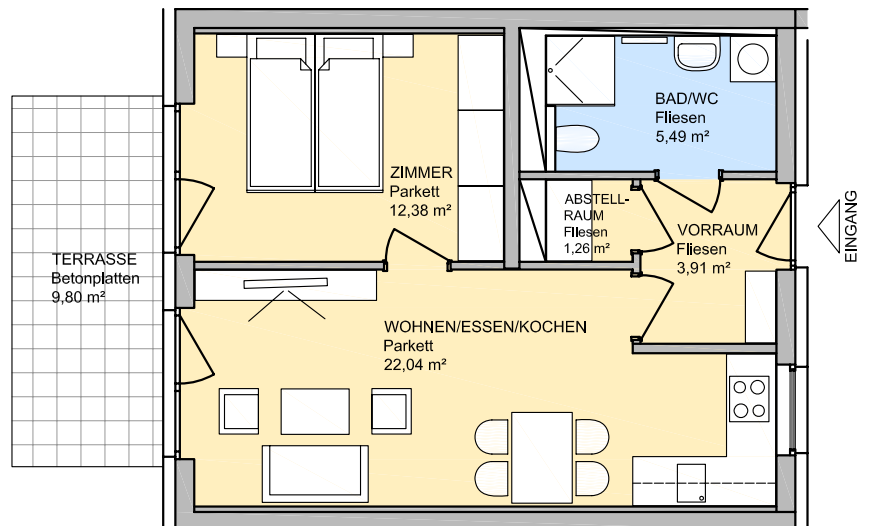 BAD/WC
Fliesen
5,49 m²
ZIMMER
Parkett
12,38 m²
ABSTELL-
RAUM
Fliesen
1,26 m²
VORRAUM
Fliesen
3,91 m²
EINGANG
TERRASSE
Betonplatten
9,80 m²
WOHNEN/ESSEN/KOCHEN
Parkett
22,04 m²